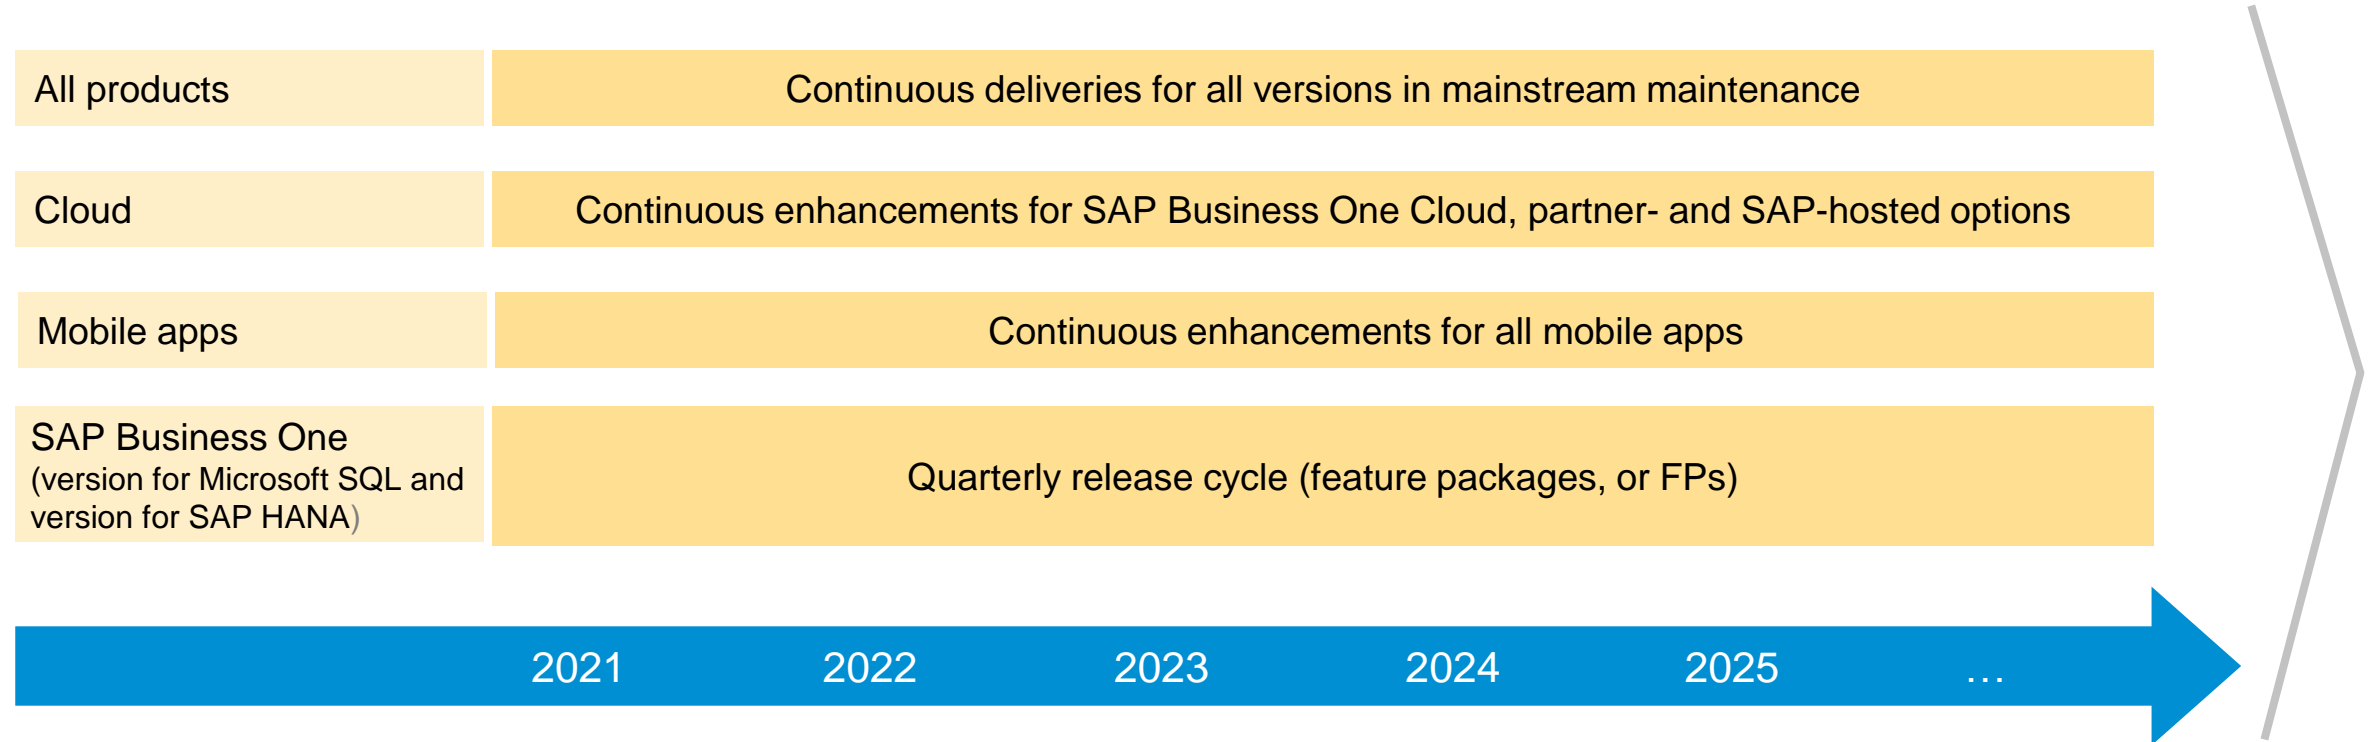 All products
Continuous deliveries for all versions in mainstream maintenance
Cloud
Continuous enhancements for SAP Business One Cloud, partner- and SAP-hosted options
Mobile apps
Continuous enhancements for all mobile apps
SAP Business One
(version for Microsoft SQL and
version for SAP HANA)
Quarterly release cycle (feature packages, or FPs)
2021 2022 2023 2024 2025 …